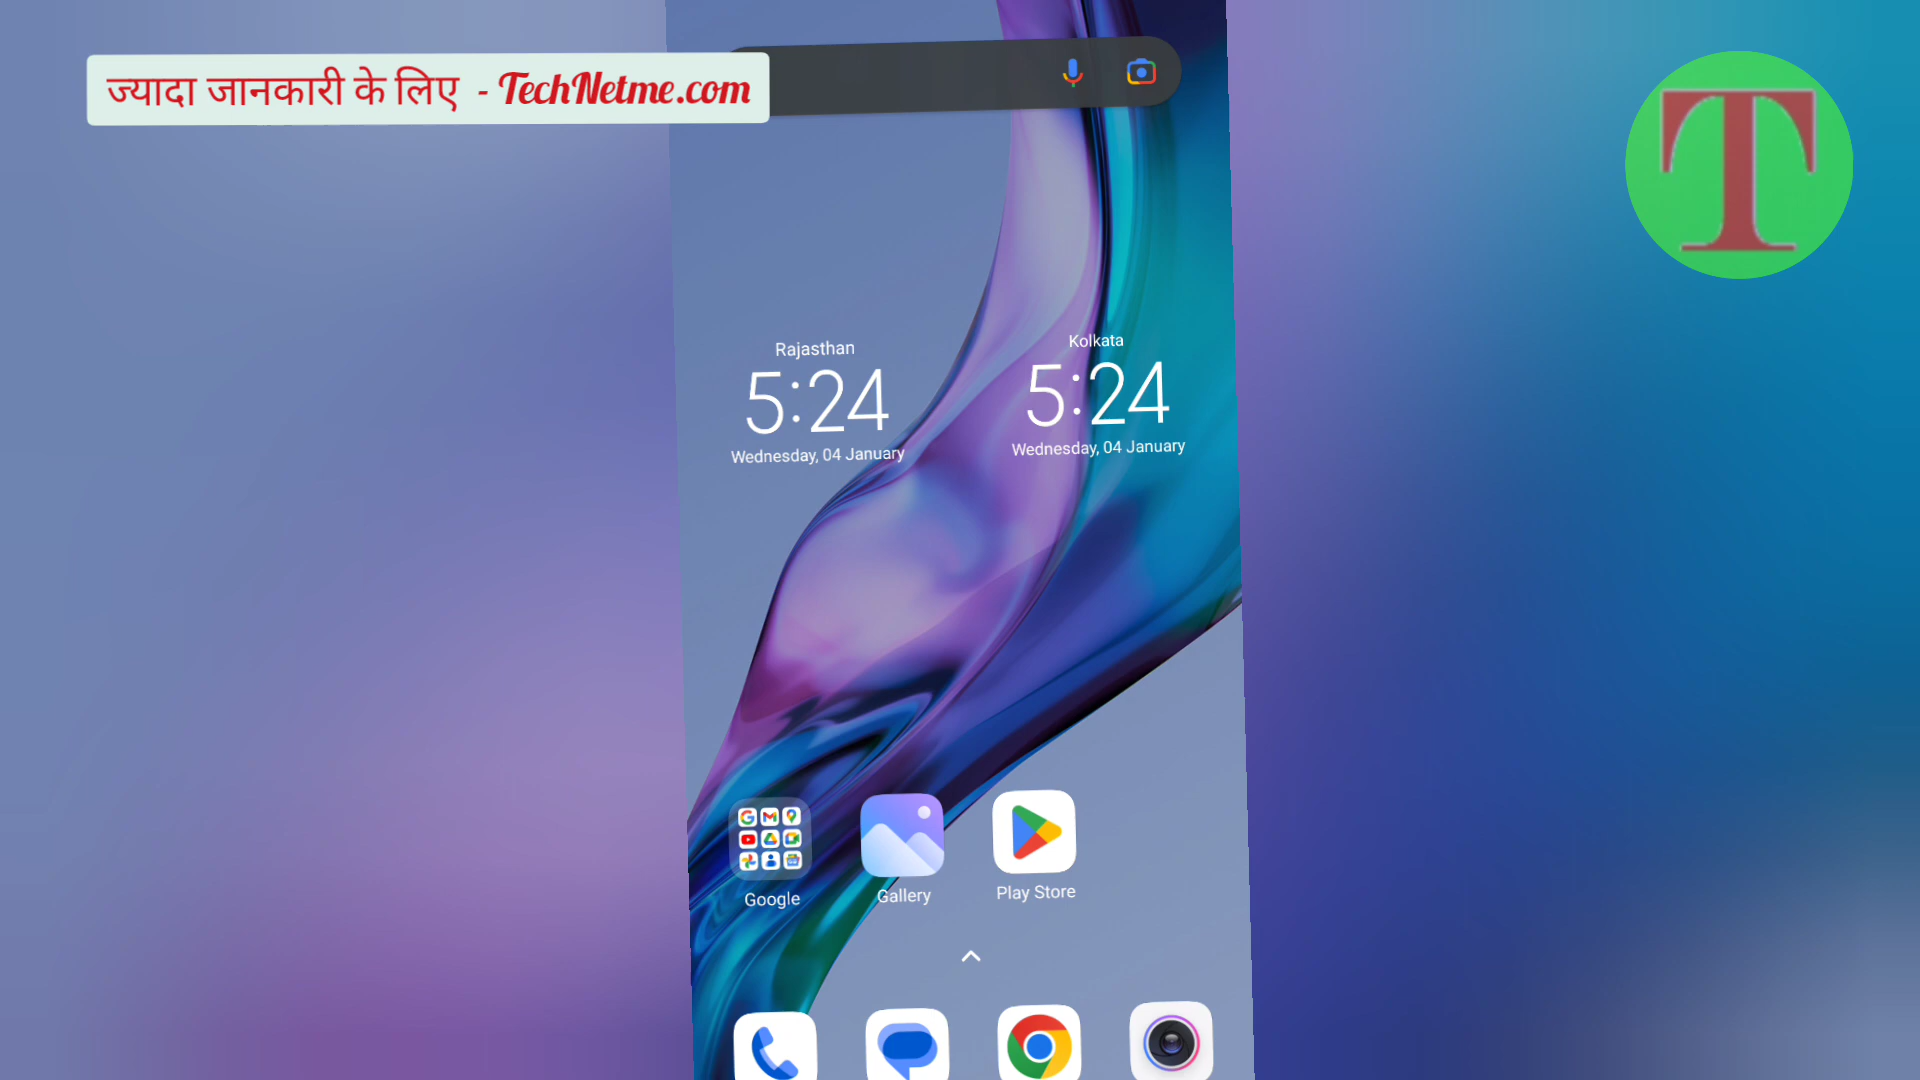 ज्यादा जानकारी के लिए - TechNetme.com
T
Rajasthan
5:24
Wednesday, 04 January
Kolkata
5:24
Wednesday, 04 January
Google
Gallery
Play Store